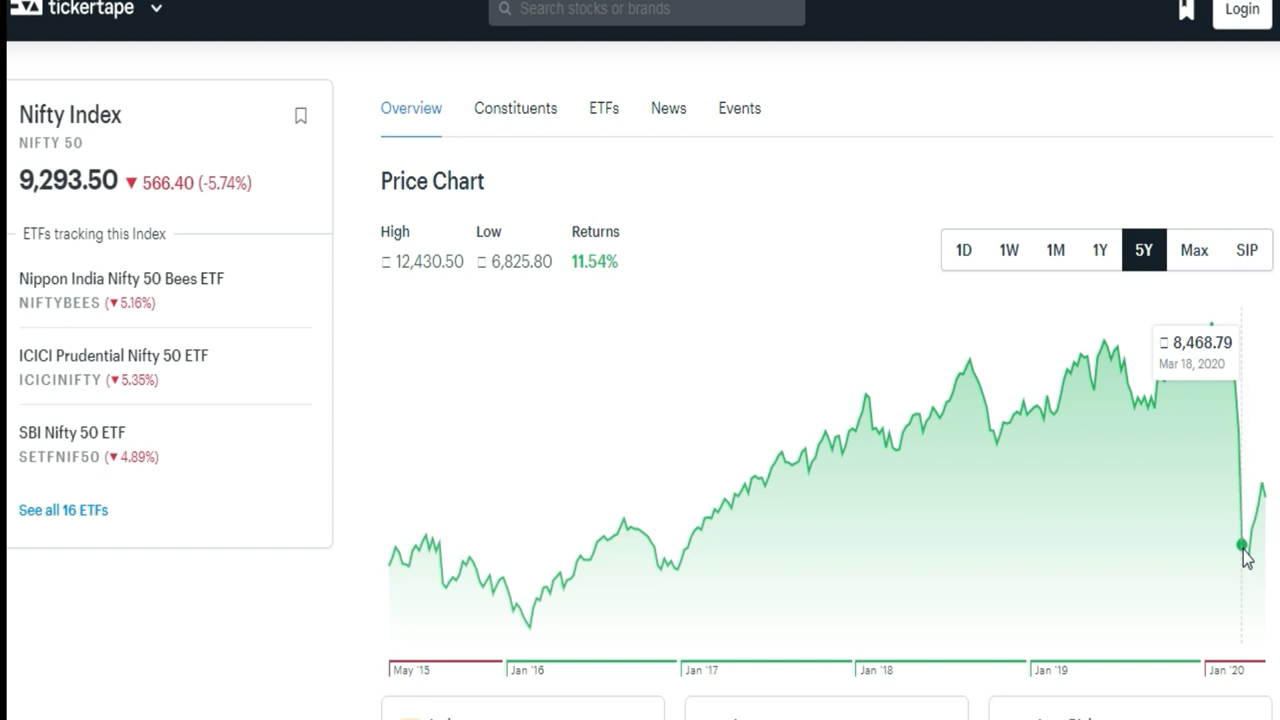 tickertape
Search stocks or brands
Login
Nifty Index
NIFTY 50
9,293.50 ▼ 566.40 (-5.74%)
ETFs tracking this Index
Nippon India Nifty 50 Bees ETF
NIFTYBEES (▼5.16%)
ICICI Prudential Nifty 50 ETF
ICICINIFTY (▼5.35%)
SBI Nifty 50 ETF
SETFNIF50 (▼4.89%)
See all 16 ETFs
Overview Constituents ETFs News Events
Price Chart
High Low Returns
12,430.50 6,825.80 11.54%
1D 1W 1M 1Y 5Y Max SIP
8,468.79
Mar 18, 2020
May '15 Jan '16 Jan '17 Jan '18 Jan '19 Jan '20